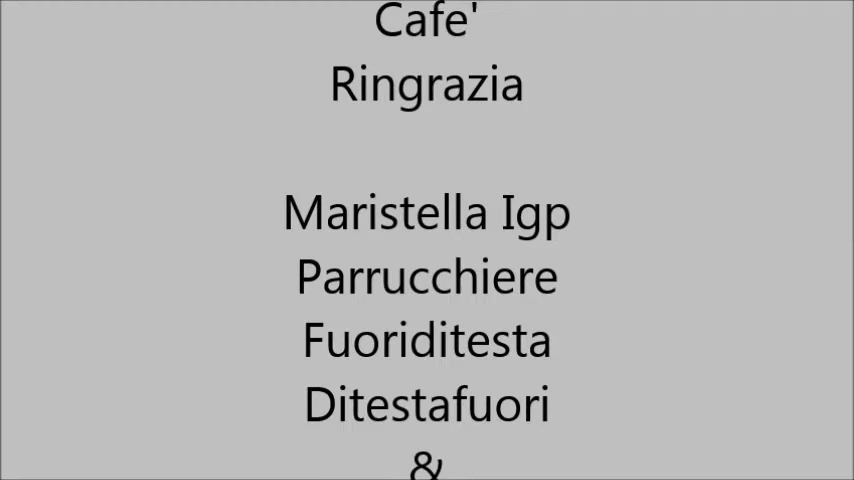 Cafe'
Ringrazia
Maristella Igp
Parrucchiere
Fuoriditesta
Ditestafuori
&